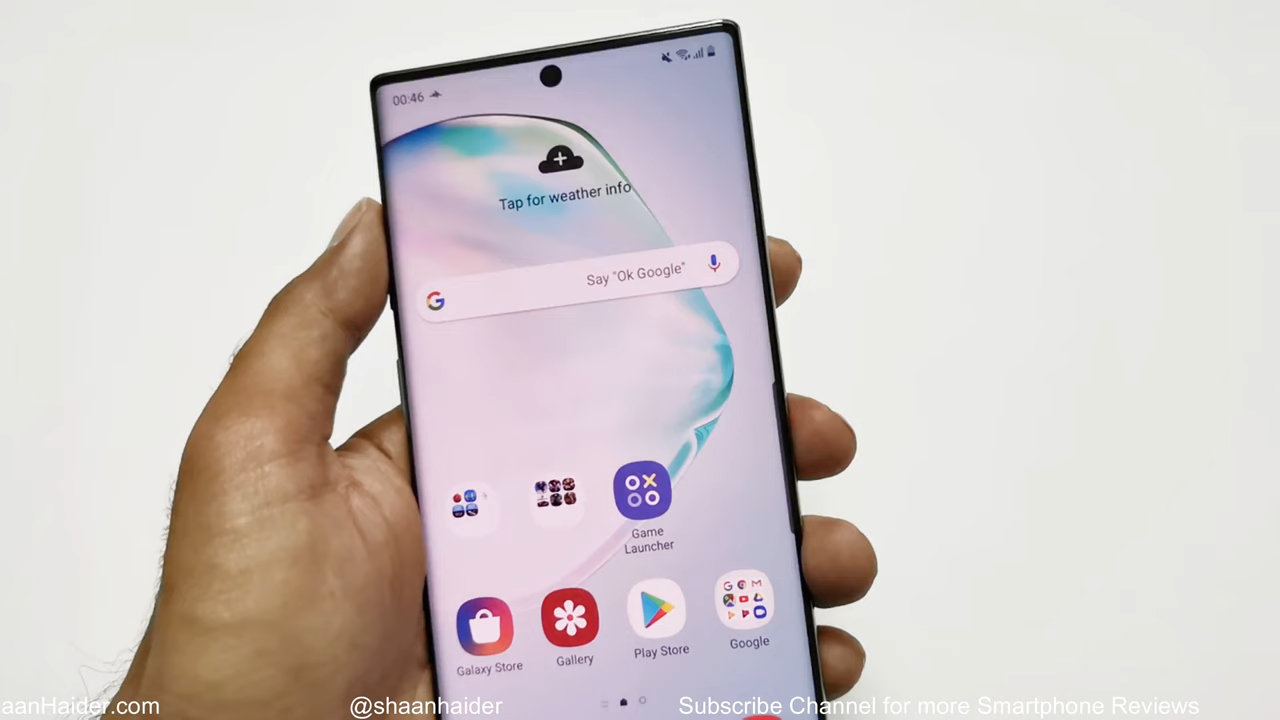 00:46
Tap for weather info
G Say "Ok Google"
Game
Launcher
Galaxy Store
Gallery
Play Store
Google
aanHaider.com
@shaanhaider
Subscribe Channel for more Smartphone Reviews